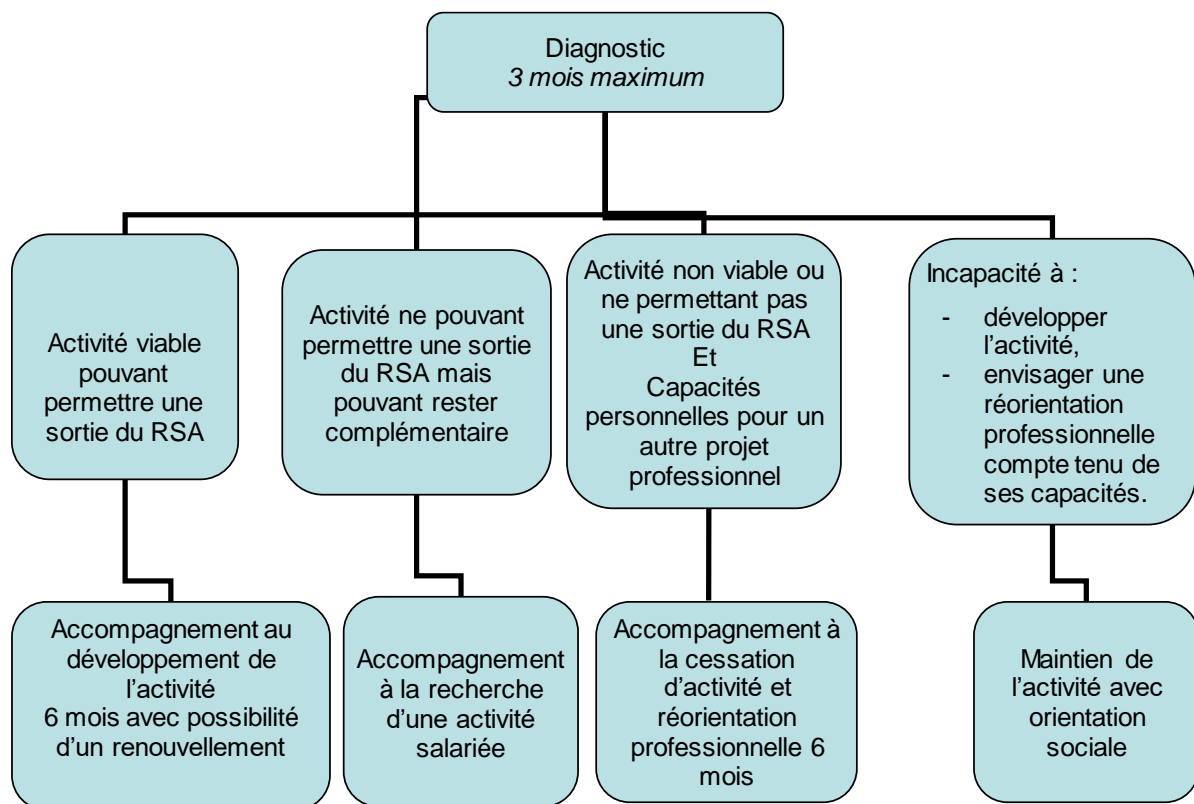 Diagnostic
3 mois maximum
Activité viable
pouvant
permettre une
sortie du RSA
Activité ne pouvant
permettre une sortie
du RSA mais
pouvant rester
complémentaire
Activité non viable ou
ne permettant pas
une sortie du RSA
Et
Capacités
personnelles pour un
autre projet
professionnel
Incapacité à :
- développer
l’activité,
- envisager une
réorientation
professionnelle
compte tenu de
ses capacités.
Accompagnement au
développement de
l’activité
6 mois avec possibilité
d’un renouvellement
Accompagnement
à la recherche
d’une activité
salariée
Accompagnement à
la cessation
d’activité et
réorientation
professionnelle 6
mois
Maintien de
l’activité avec
orientation
sociale